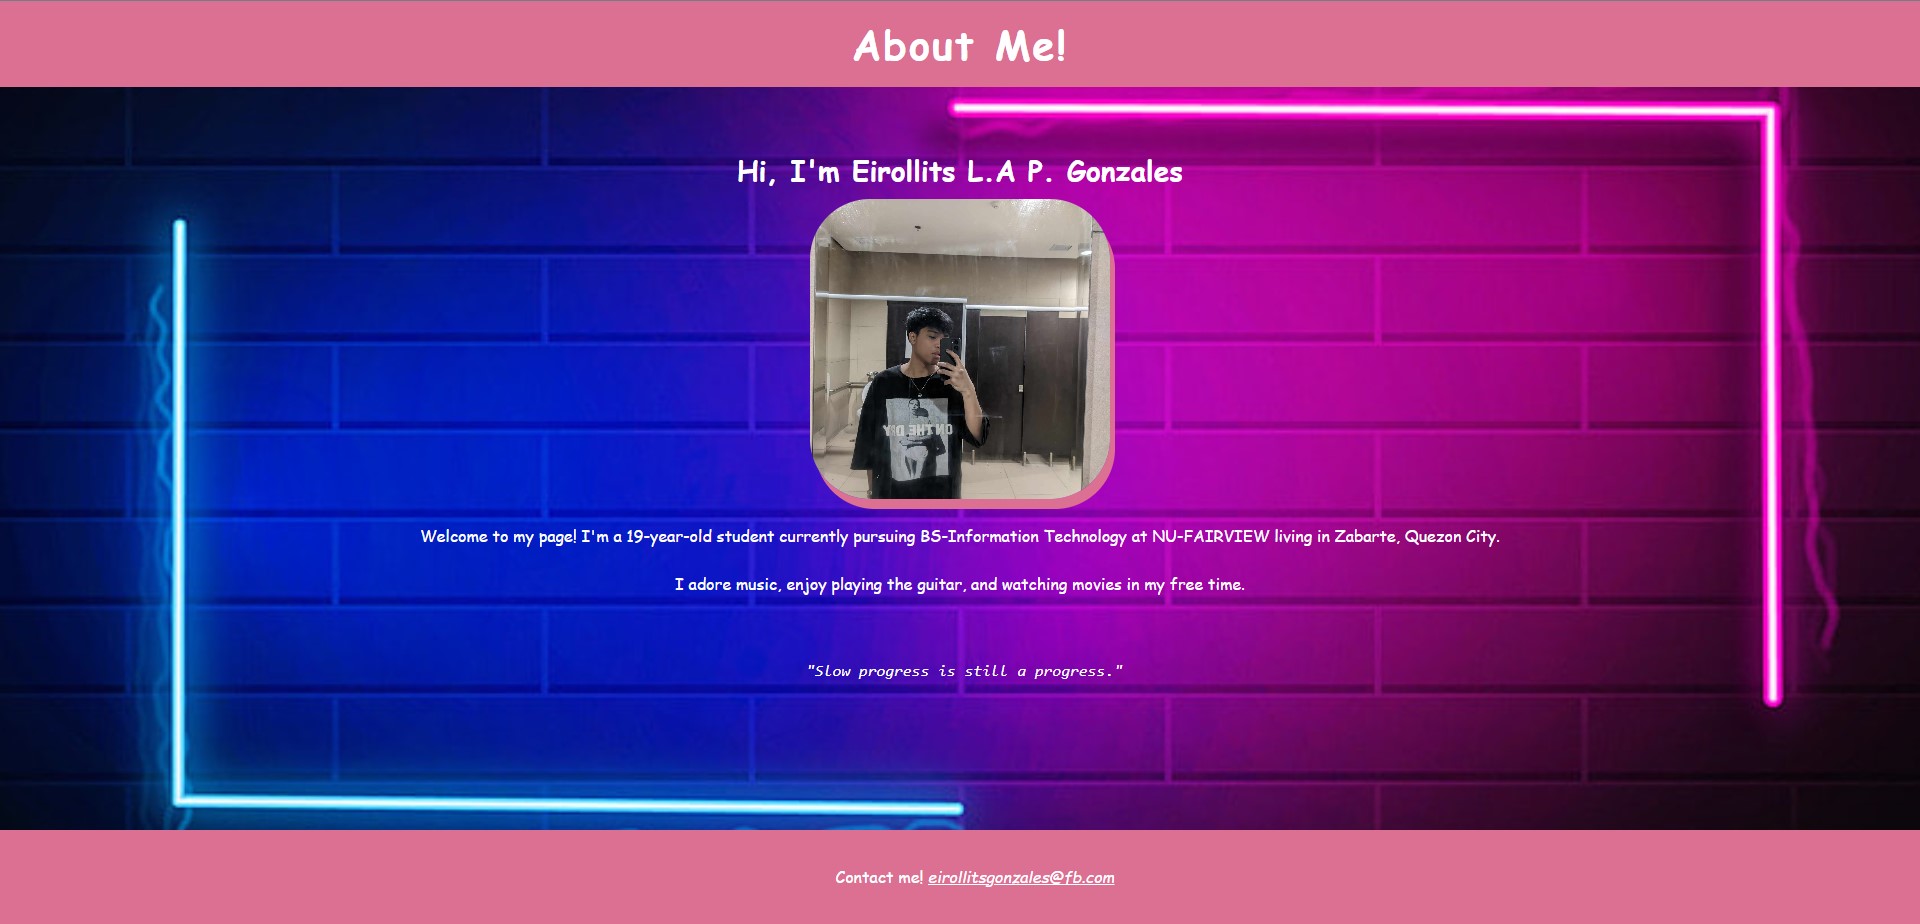 About Me!
Hi, I'm Eirollits L.A P. Gonzales
ON THE D
Welcome to my page! I'm a 19-year-old student currently pursuing BS-Information Technology at NU-FAIRVIEW living in Zabarte, Quezon City.
I adore music, enjoy playing the guitar, and watching movies in my free time.
"Slow progress is still a progress."
Contact me! eirollitsgonzales@fb.com